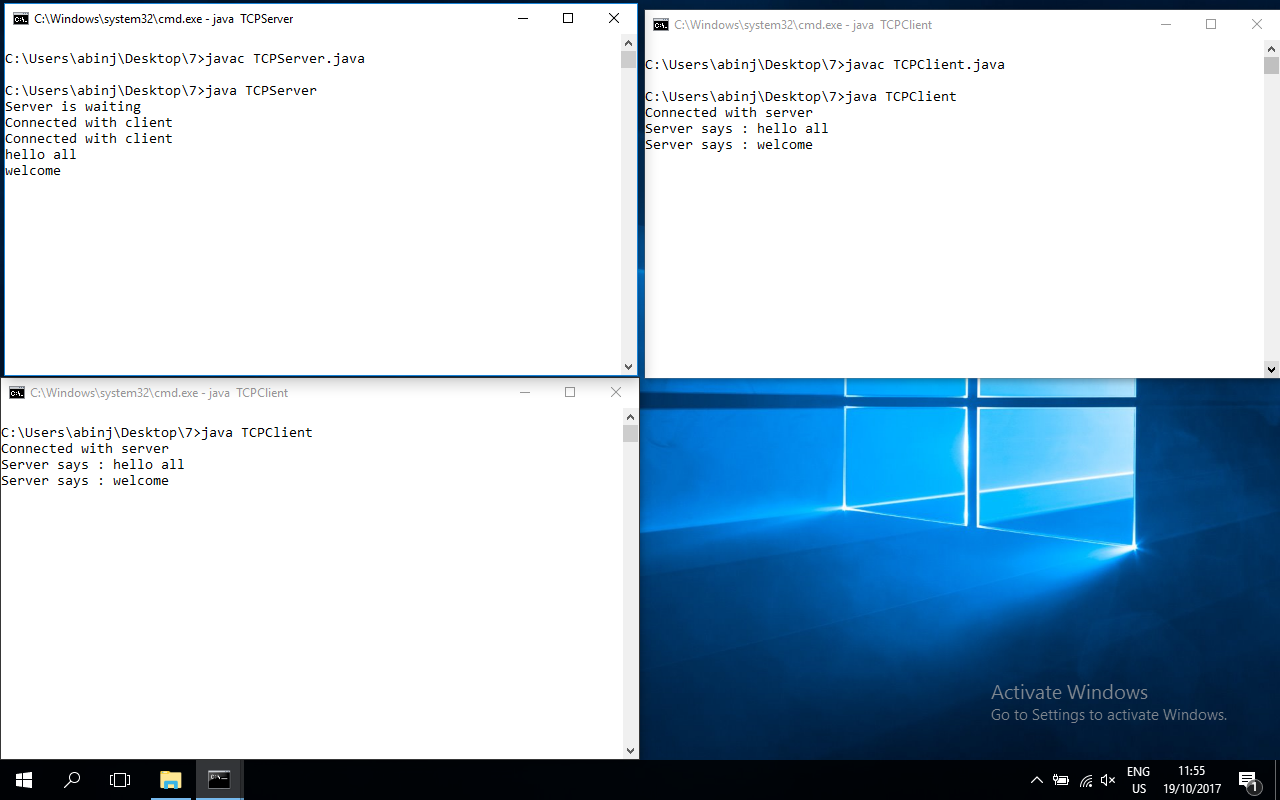 C:\Windows\system32\cmd.exe - java  TCPServer
C:\Users\abinj\Desktop\7>javac TCPServer.java
C:\Users\abinj\Desktop\7>java TCPServer
Server is waiting
Connected with client
Connected with client
hello all
welcome
C:\Windows\system32\cmd.exe - java  TCPClient
C:\Users\abinj\Desktop\7>javac TCPClient.java
C:\Users\abinj\Desktop\7>java TCPClient
Connected with server
Server says : hello all
Server says : welcome
C:\Windows\system32\cmd.exe - java  TCPClient
C:\Users\abinj\Desktop\7>java TCPClient
Connected with server
Server says : hello all
Server says : welcome
Activate Windows
Go to Settings to activate Windows.
ENG
US
11:55
19/10/2017
1